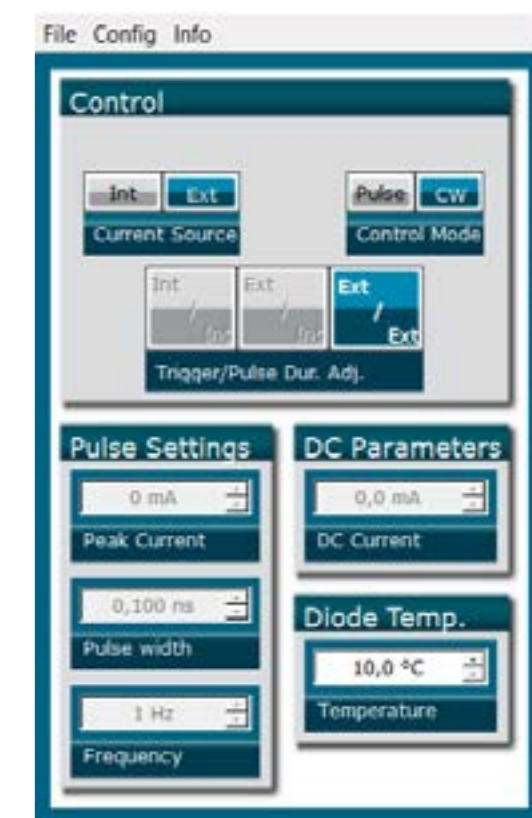 File Config Info
Control
Int Ext
Current Source
Pulse CW
Control Mode
Int / Int
Ext / Int
Ext / Ext
Trigger/Pulse Dur. Adj.
Pulse Settings
0 mA
Peak Current
0,100 ns
Pulse width
1 Hz
Frequency
DC Parameters
0,0 mA
DC Current
Diode Temp.
10,0 °C
Temperature